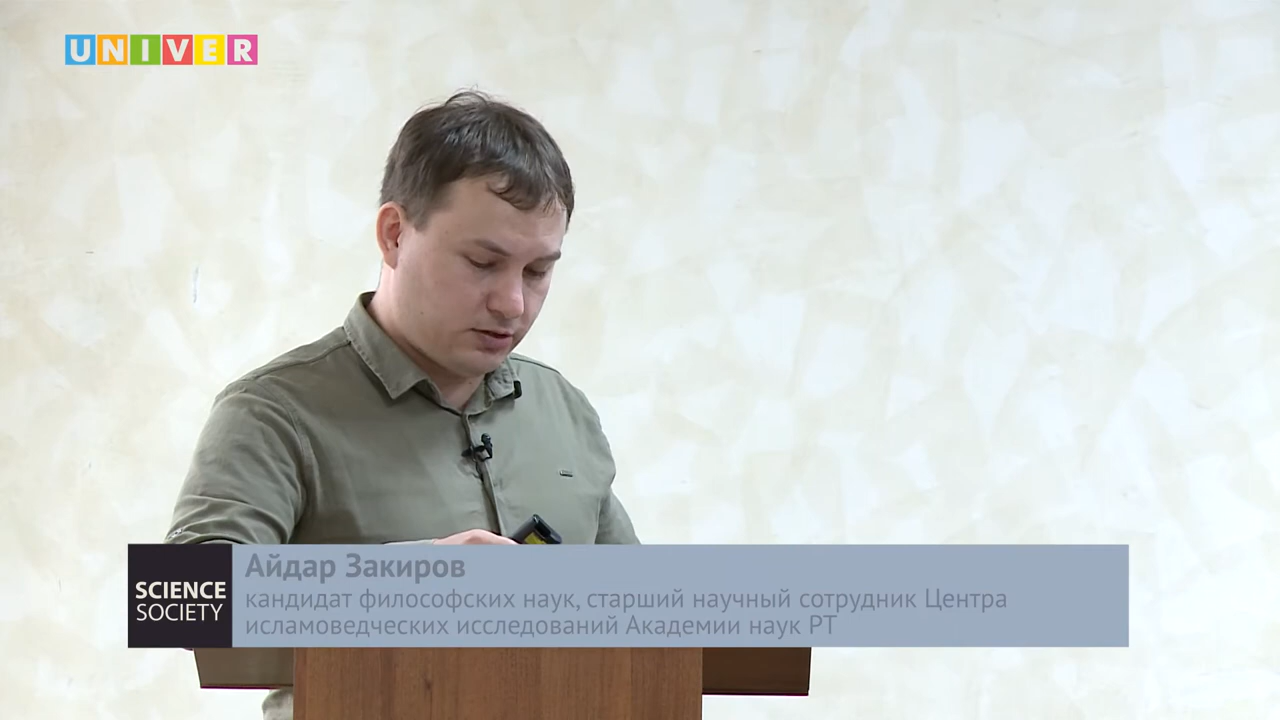 UNIVER
SCIENCE
SOCIETY
Айдар Закиров
кандидат философских наук, старший научный сотрудник Центра
исламоведческих исследований Академии наук РТ